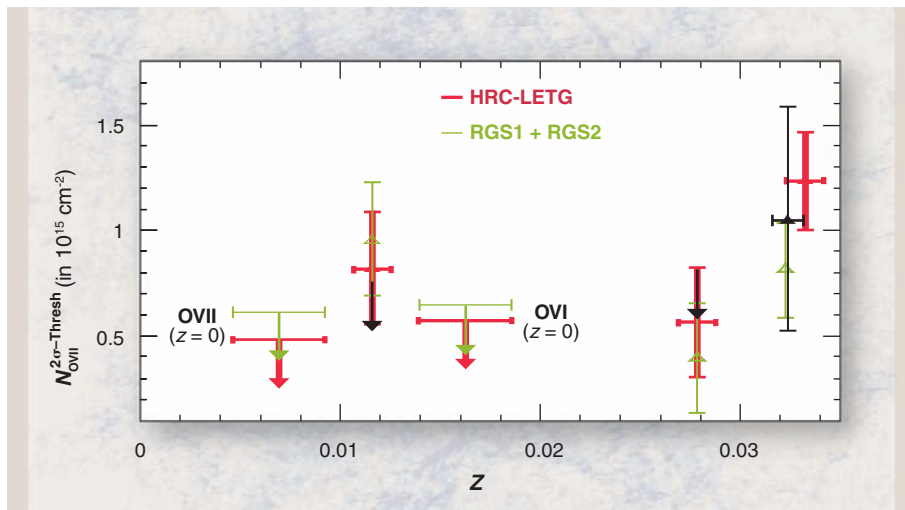 HRC-LETG
RGS1 + RGS2
1.5
1
0.5
N_OVII^2σ–Thresh (in 10^15 cm^-2)
OVII
(z = 0)
OVI
(z = 0)
0
0.01
0.02
0.03
Z